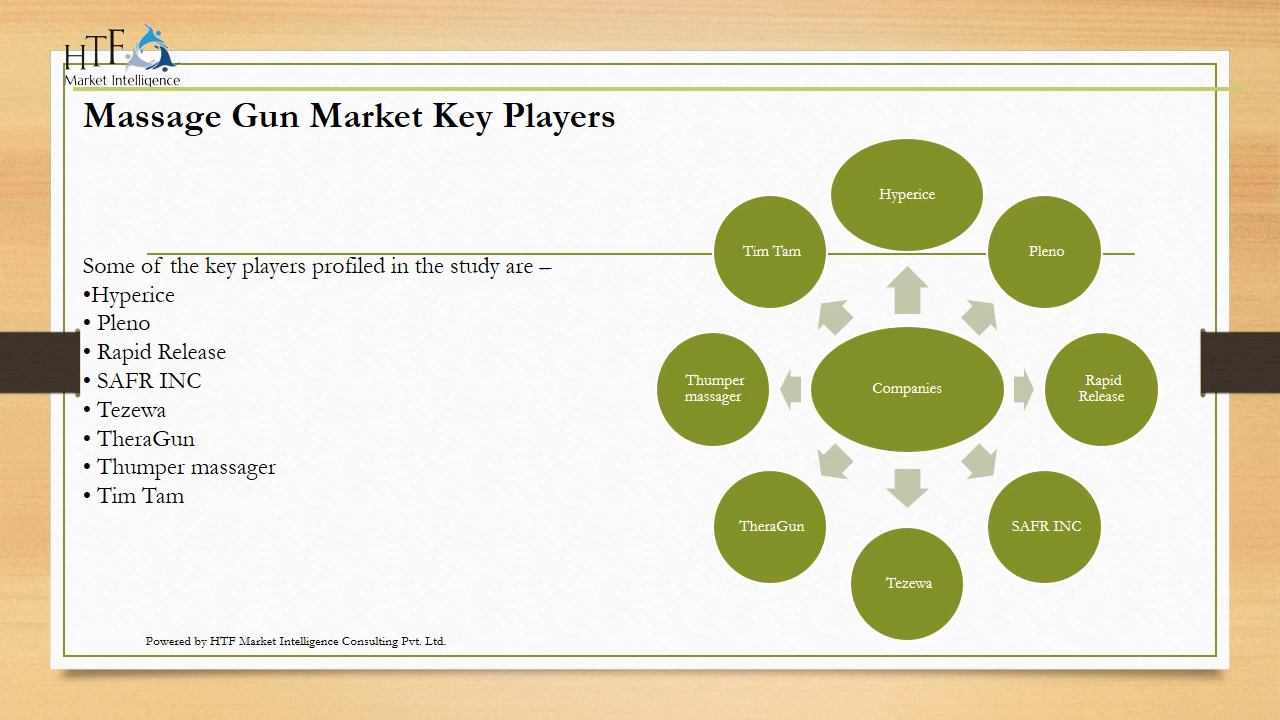 HTF
Market Intelligence
Massage Gun Market Key Players
Some of the key players profiled in the study are –
•Hyperice
• Pleno
• Rapid Release
• SAFR INC
• Tezewa
• TheraGun
• Thumper massager
• Tim Tam
Hyperice
Pleno
Rapid
Release
SAFR INC
Tezewa
TheraGun
Thumper
massager
Tim Tam
Companies
Powered by HTF Market Intelligence Consulting Pvt. Ltd.